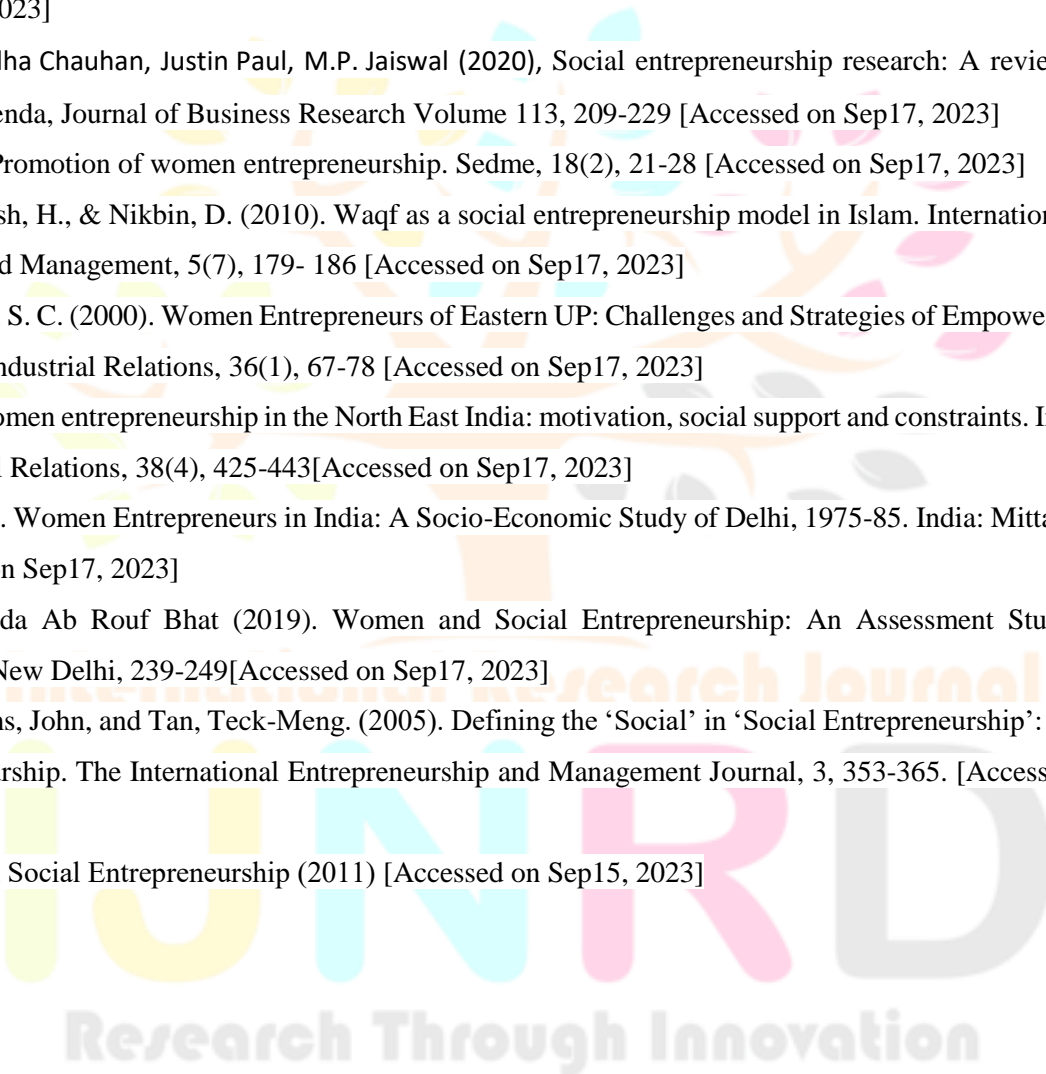 023]
dha Chauhan, Justin Paul, M.P. Jaiswal (2020), Social entrepreneurship research: A revie
enda, Journal of Business Research Volume 113, 209-229 [Accessed on Sep17, 2023]
Promotion of women entrepreneurship. Sedme, 18(2), 21-28 [Accessed on Sep17, 2023]
sh, H., & Nikbin, D. (2010). Waqf as a social entrepreneurship model in Islam. Internation
d Management, 5(7), 179- 186 [Accessed on Sep17, 2023]
S. C. (2000). Women Entrepreneurs of Eastern UP: Challenges and Strategies of Empowe
ndustrial Relations, 36(1), 67-78 [Accessed on Sep17, 2023]
omen entrepreneurship in the North East India: motivation, social support and constraints. I
l Relations, 38(4), 425-443[Accessed on Sep17, 2023]
. Women Entrepreneurs in India: A Socio-Economic Study of Delhi, 1975-85. India: Mitta
n Sep17, 2023]
da Ab Rouf Bhat (2019). Women and Social Entrepreneurship: An Assessment Stu
New Delhi, 239-249[Accessed on Sep17, 2023]
International Research Journal
ns, John, and Tan, Teck-Meng. (2005). Defining the ‘Social’ in ‘Social Entrepreneurship’:
urship. The International Entrepreneurship and Management Journal, 3, 353-365. [Access
Social Entrepreneurship (2011) [Accessed on Sep15, 2023]
IJNRD
Research Through Innovation